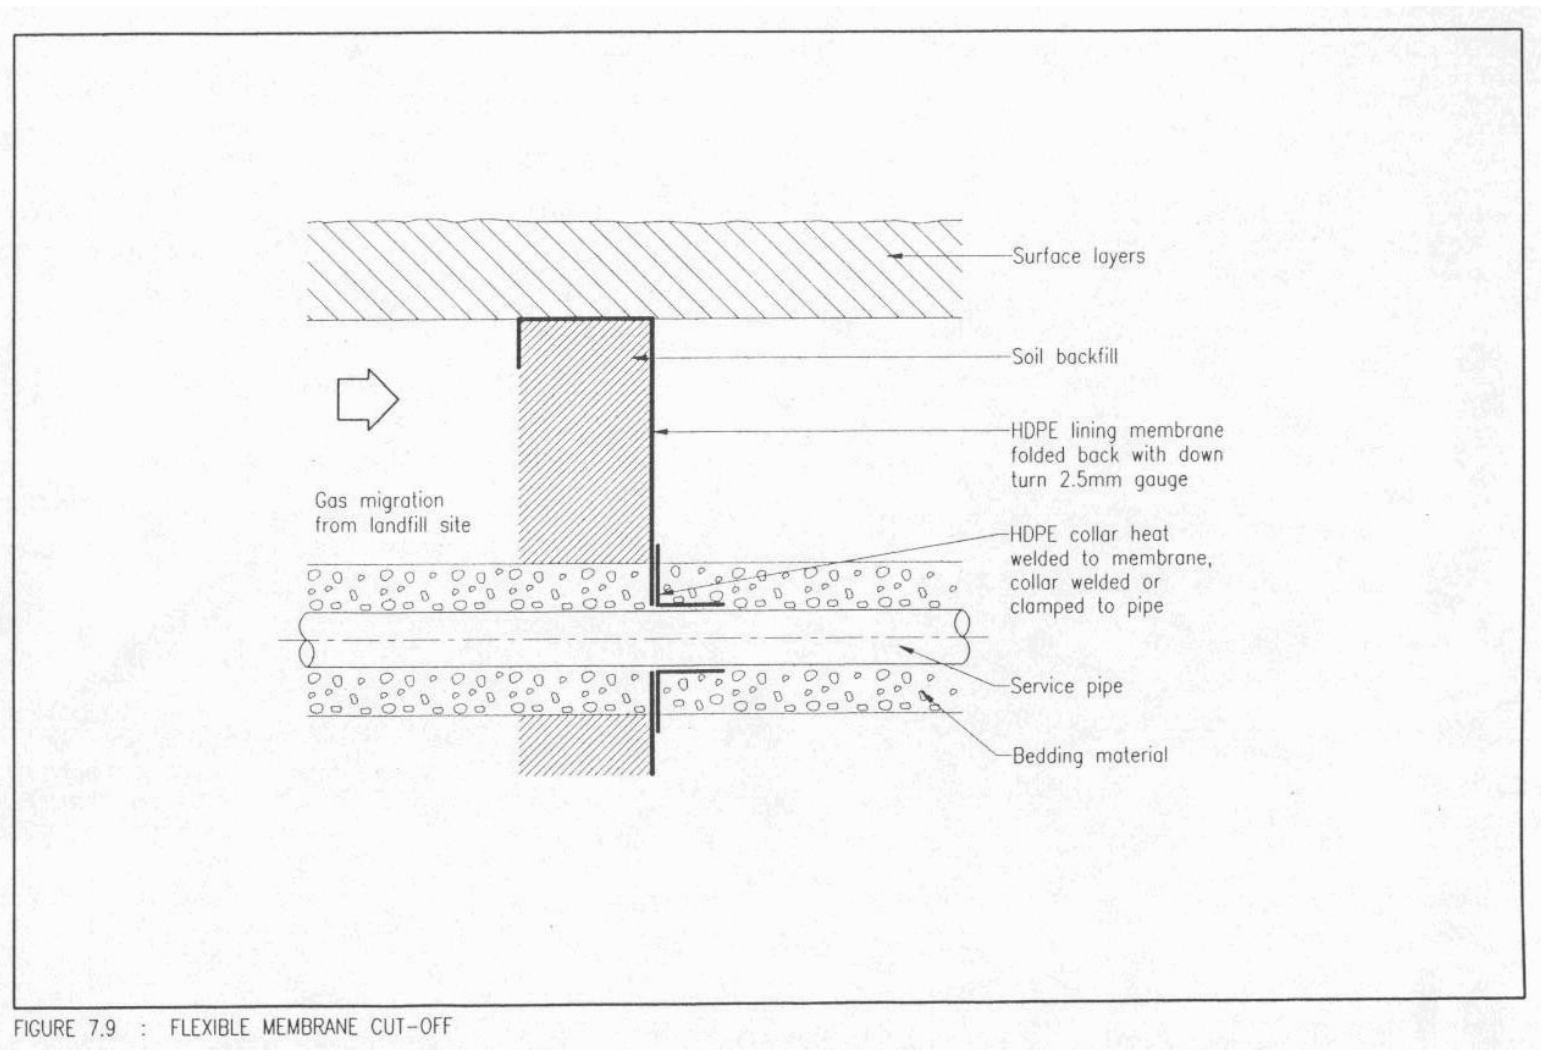 Surface layers
Soil backfill
HDPE lining membrane
folded back with down
turn 2.5mm gauge
Gas migration
from landfill site
HDPE collar heat
welded to membrane,
collar welded or
clamped to pipe
Service pipe
Bedding material
FIGURE 7.9 : FLEXIBLE MEMBRANE CUT-OFF